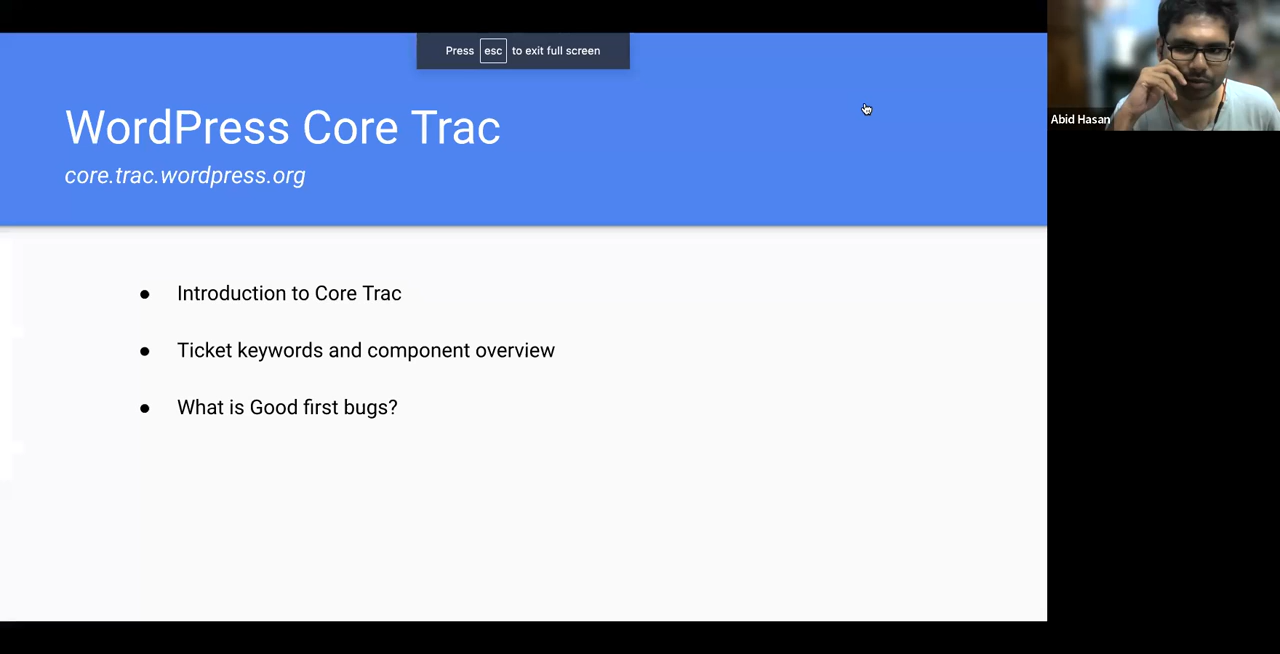 Press esc to exit full screen
WordPress Core Trac
core.trac.wordpress.org
Abid Hasan
● Introduction to Core Trac
● Ticket keywords and component overview
● What is Good first bugs?